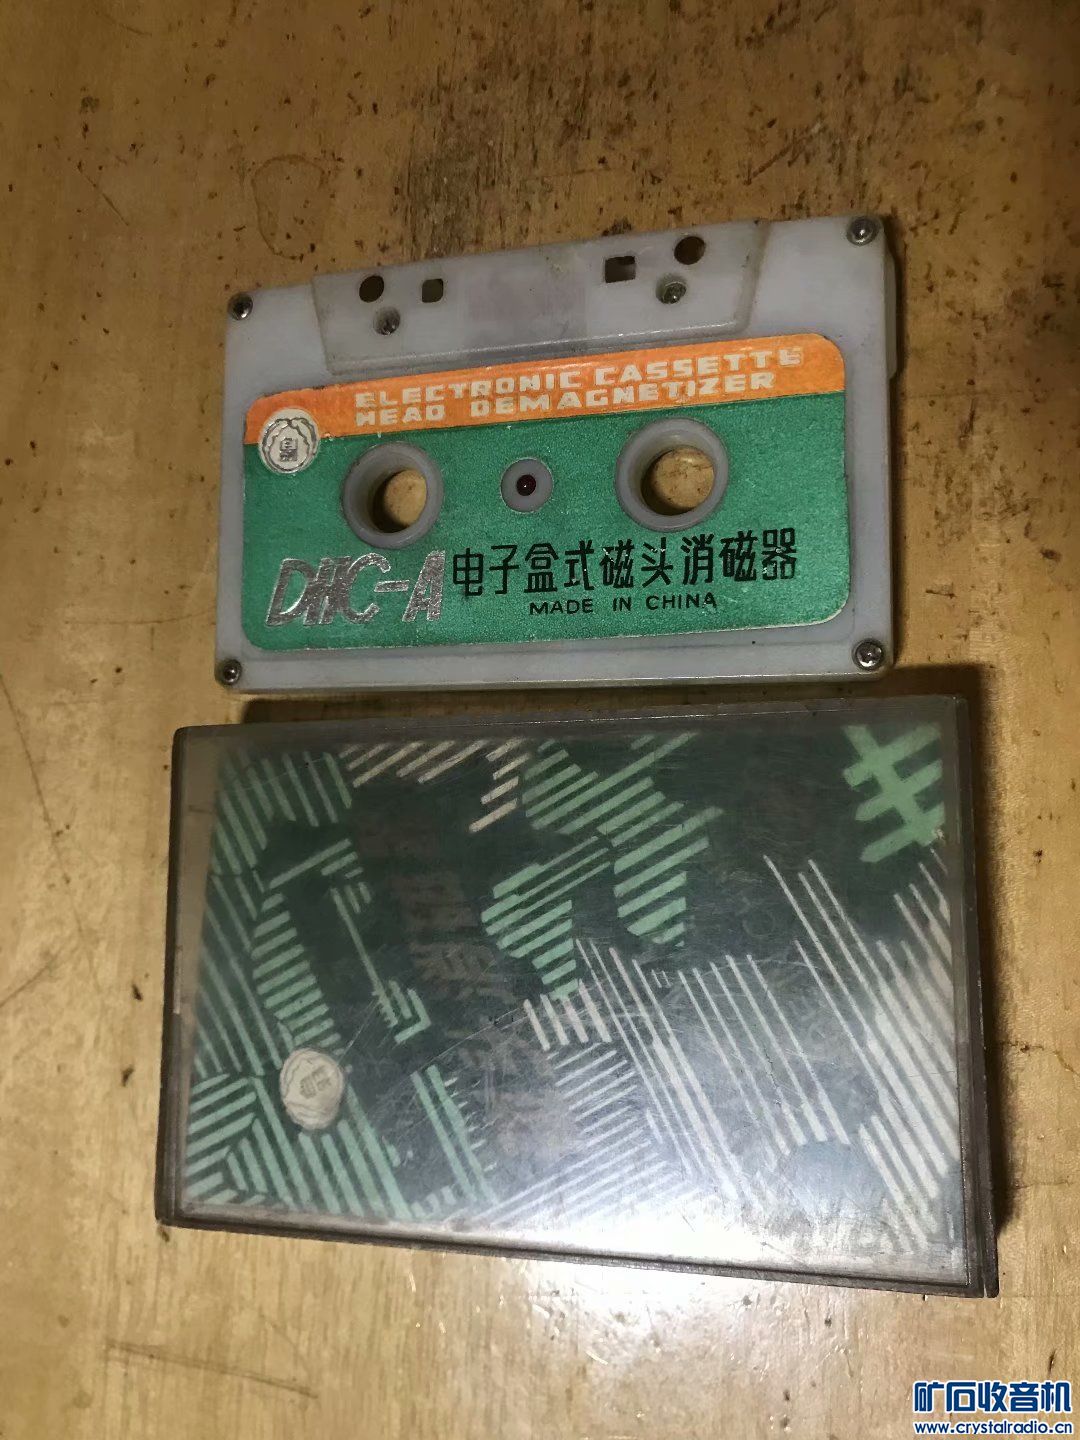 ELECTRONIC CASSETTE
HEAD DEMAGNETIZER
DXC-A
电子盒式磁头消磁器
MADE IN CHINA
矿石收音机
www.crystalradio.cn